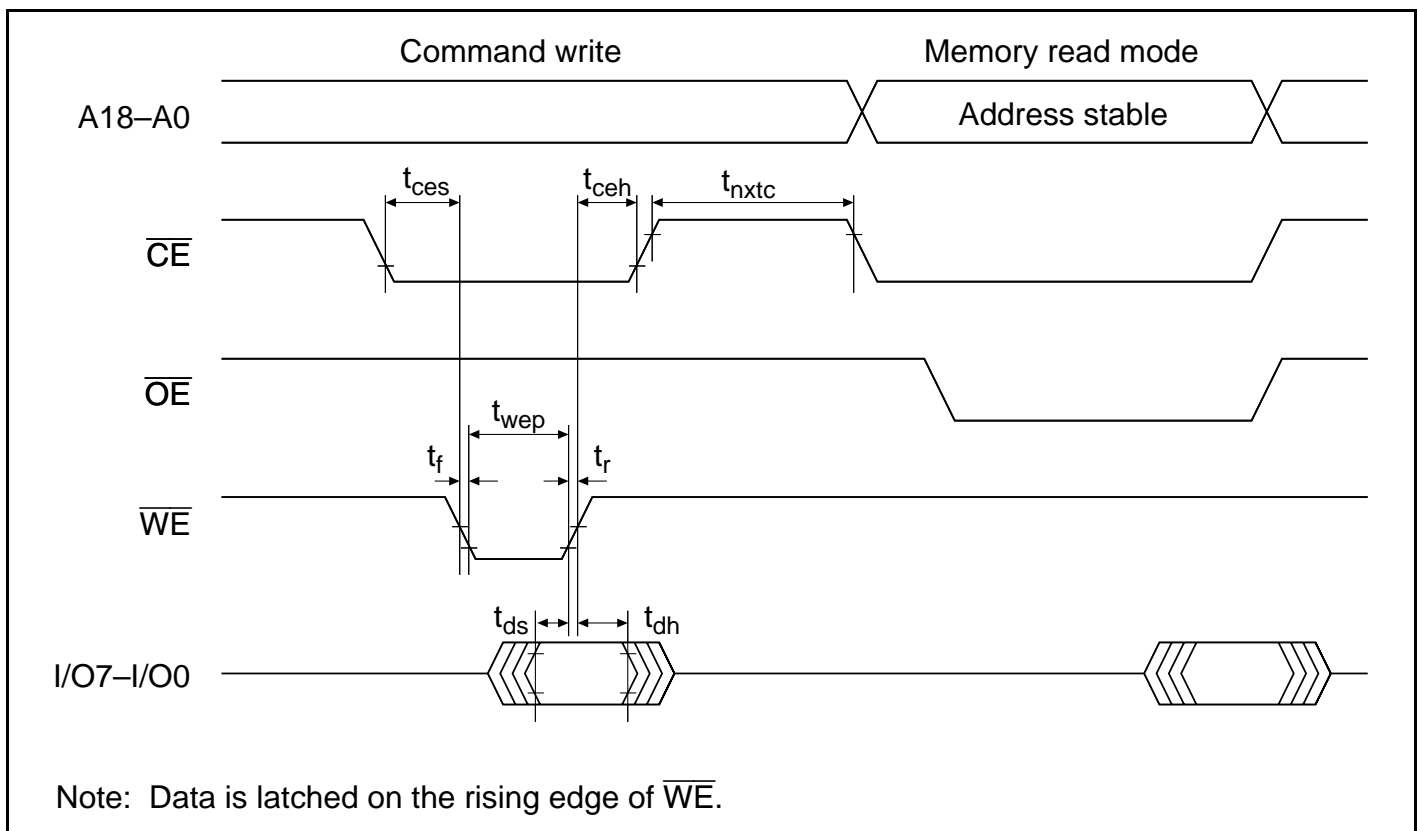 Command write
Memory read mode
A18–A0
Address stable
tces
tceh
tnxtc
CE
OE
twep
tf
tr
WE
tds
tdh
I/O7–I/O0
Note: Data is latched on the rising edge of WE.